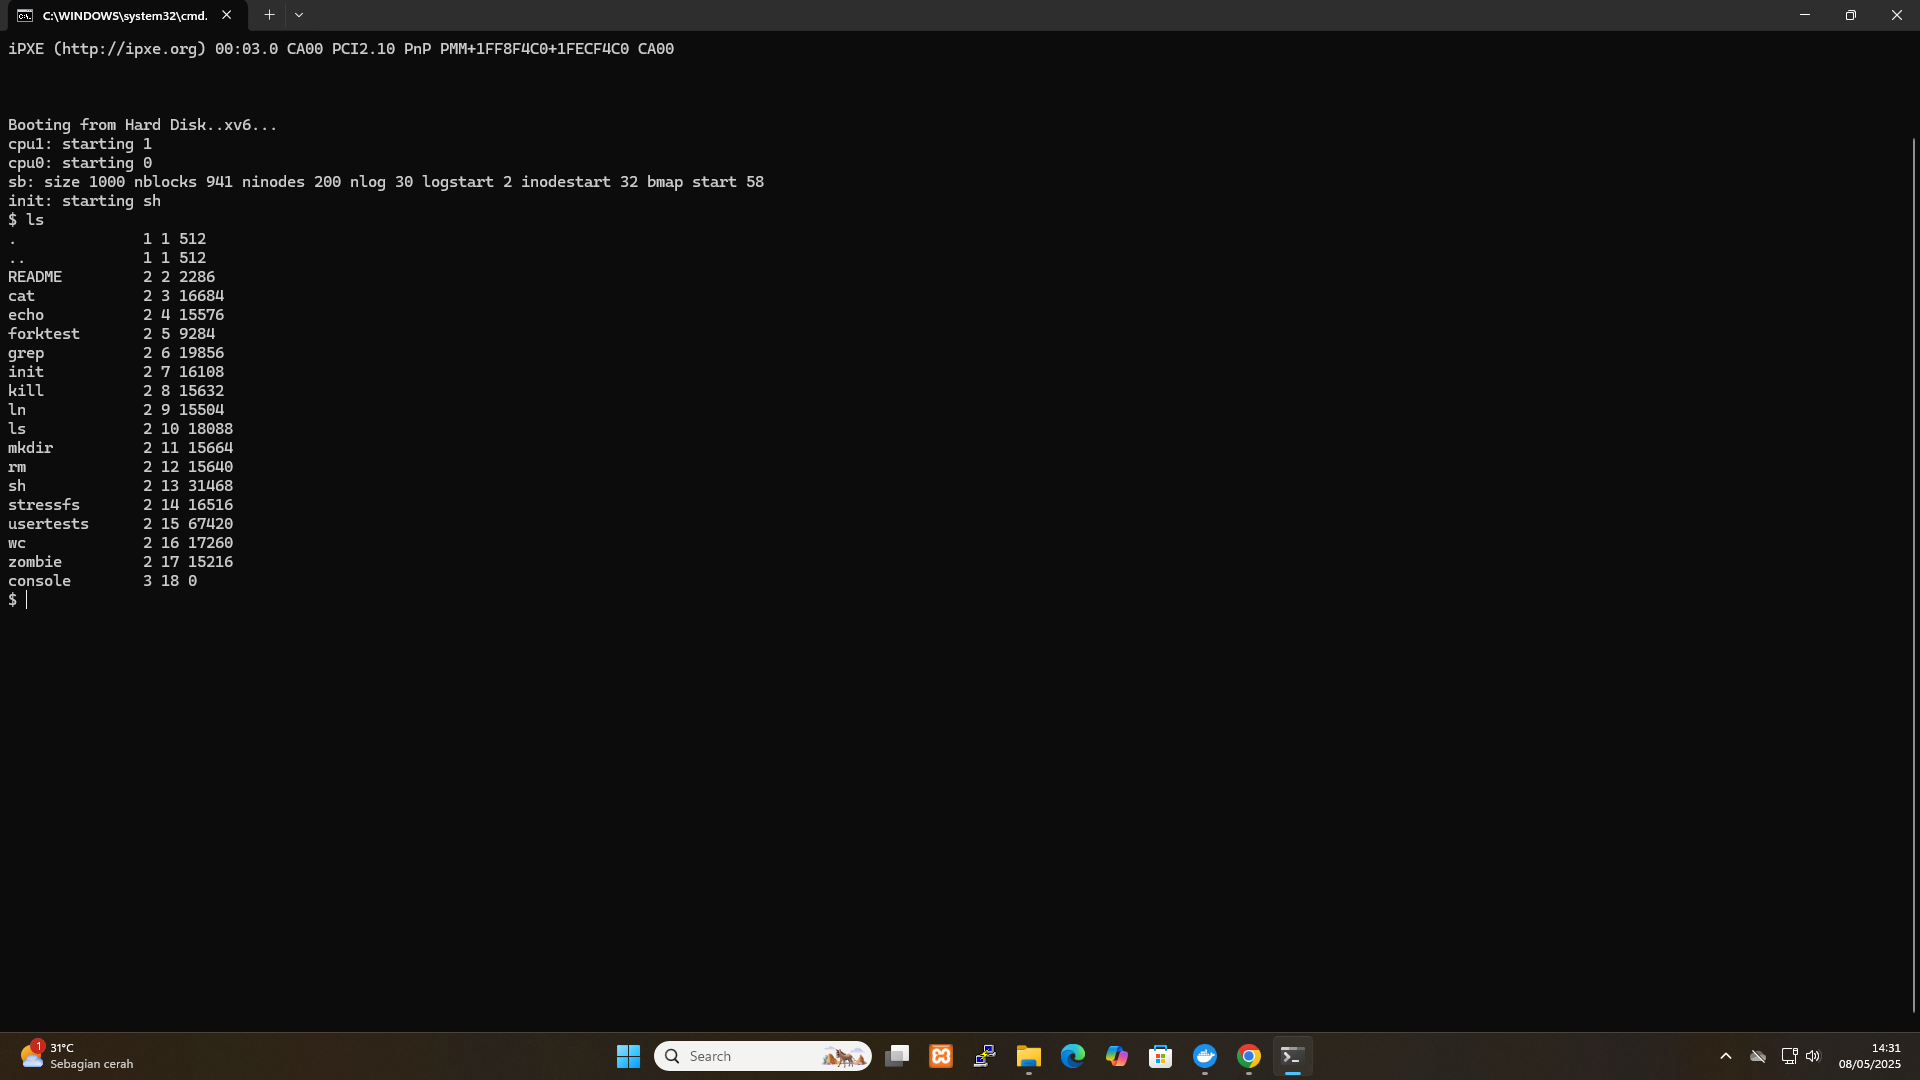 C:\WINDOWS\system32\cmd.
iPXE (http://ipxe.org) 00:03.0 CA00 PCI2.10 PnP PMM+1FF8F4C0+1FECF4C0 CA00
Booting from Hard Disk..xv6...
cpu1: starting 1
cpu0: starting 0
sb: size 1000 nblocks 941 ninodes 200 nlog 30 logstart 2 inodestart 32 bmap start 58
init: starting sh
$ ls
.              1 1 512
..             1 1 512
README         2 2 2286
cat            2 3 16684
echo           2 4 15576
forktest       2 5 9284
grep           2 6 19856
init           2 7 16108
kill           2 8 15632
ln             2 9 15504
ls             2 10 18088
mkdir          2 11 15664
rm             2 12 15640
sh             2 13 31468
stressfs       2 14 16516
usertests      2 15 67420
wc             2 16 17260
zombie         2 17 15216
console        3 18 0
$
1
31°C
Sebagian cerah
Search
14:31
08/05/2025